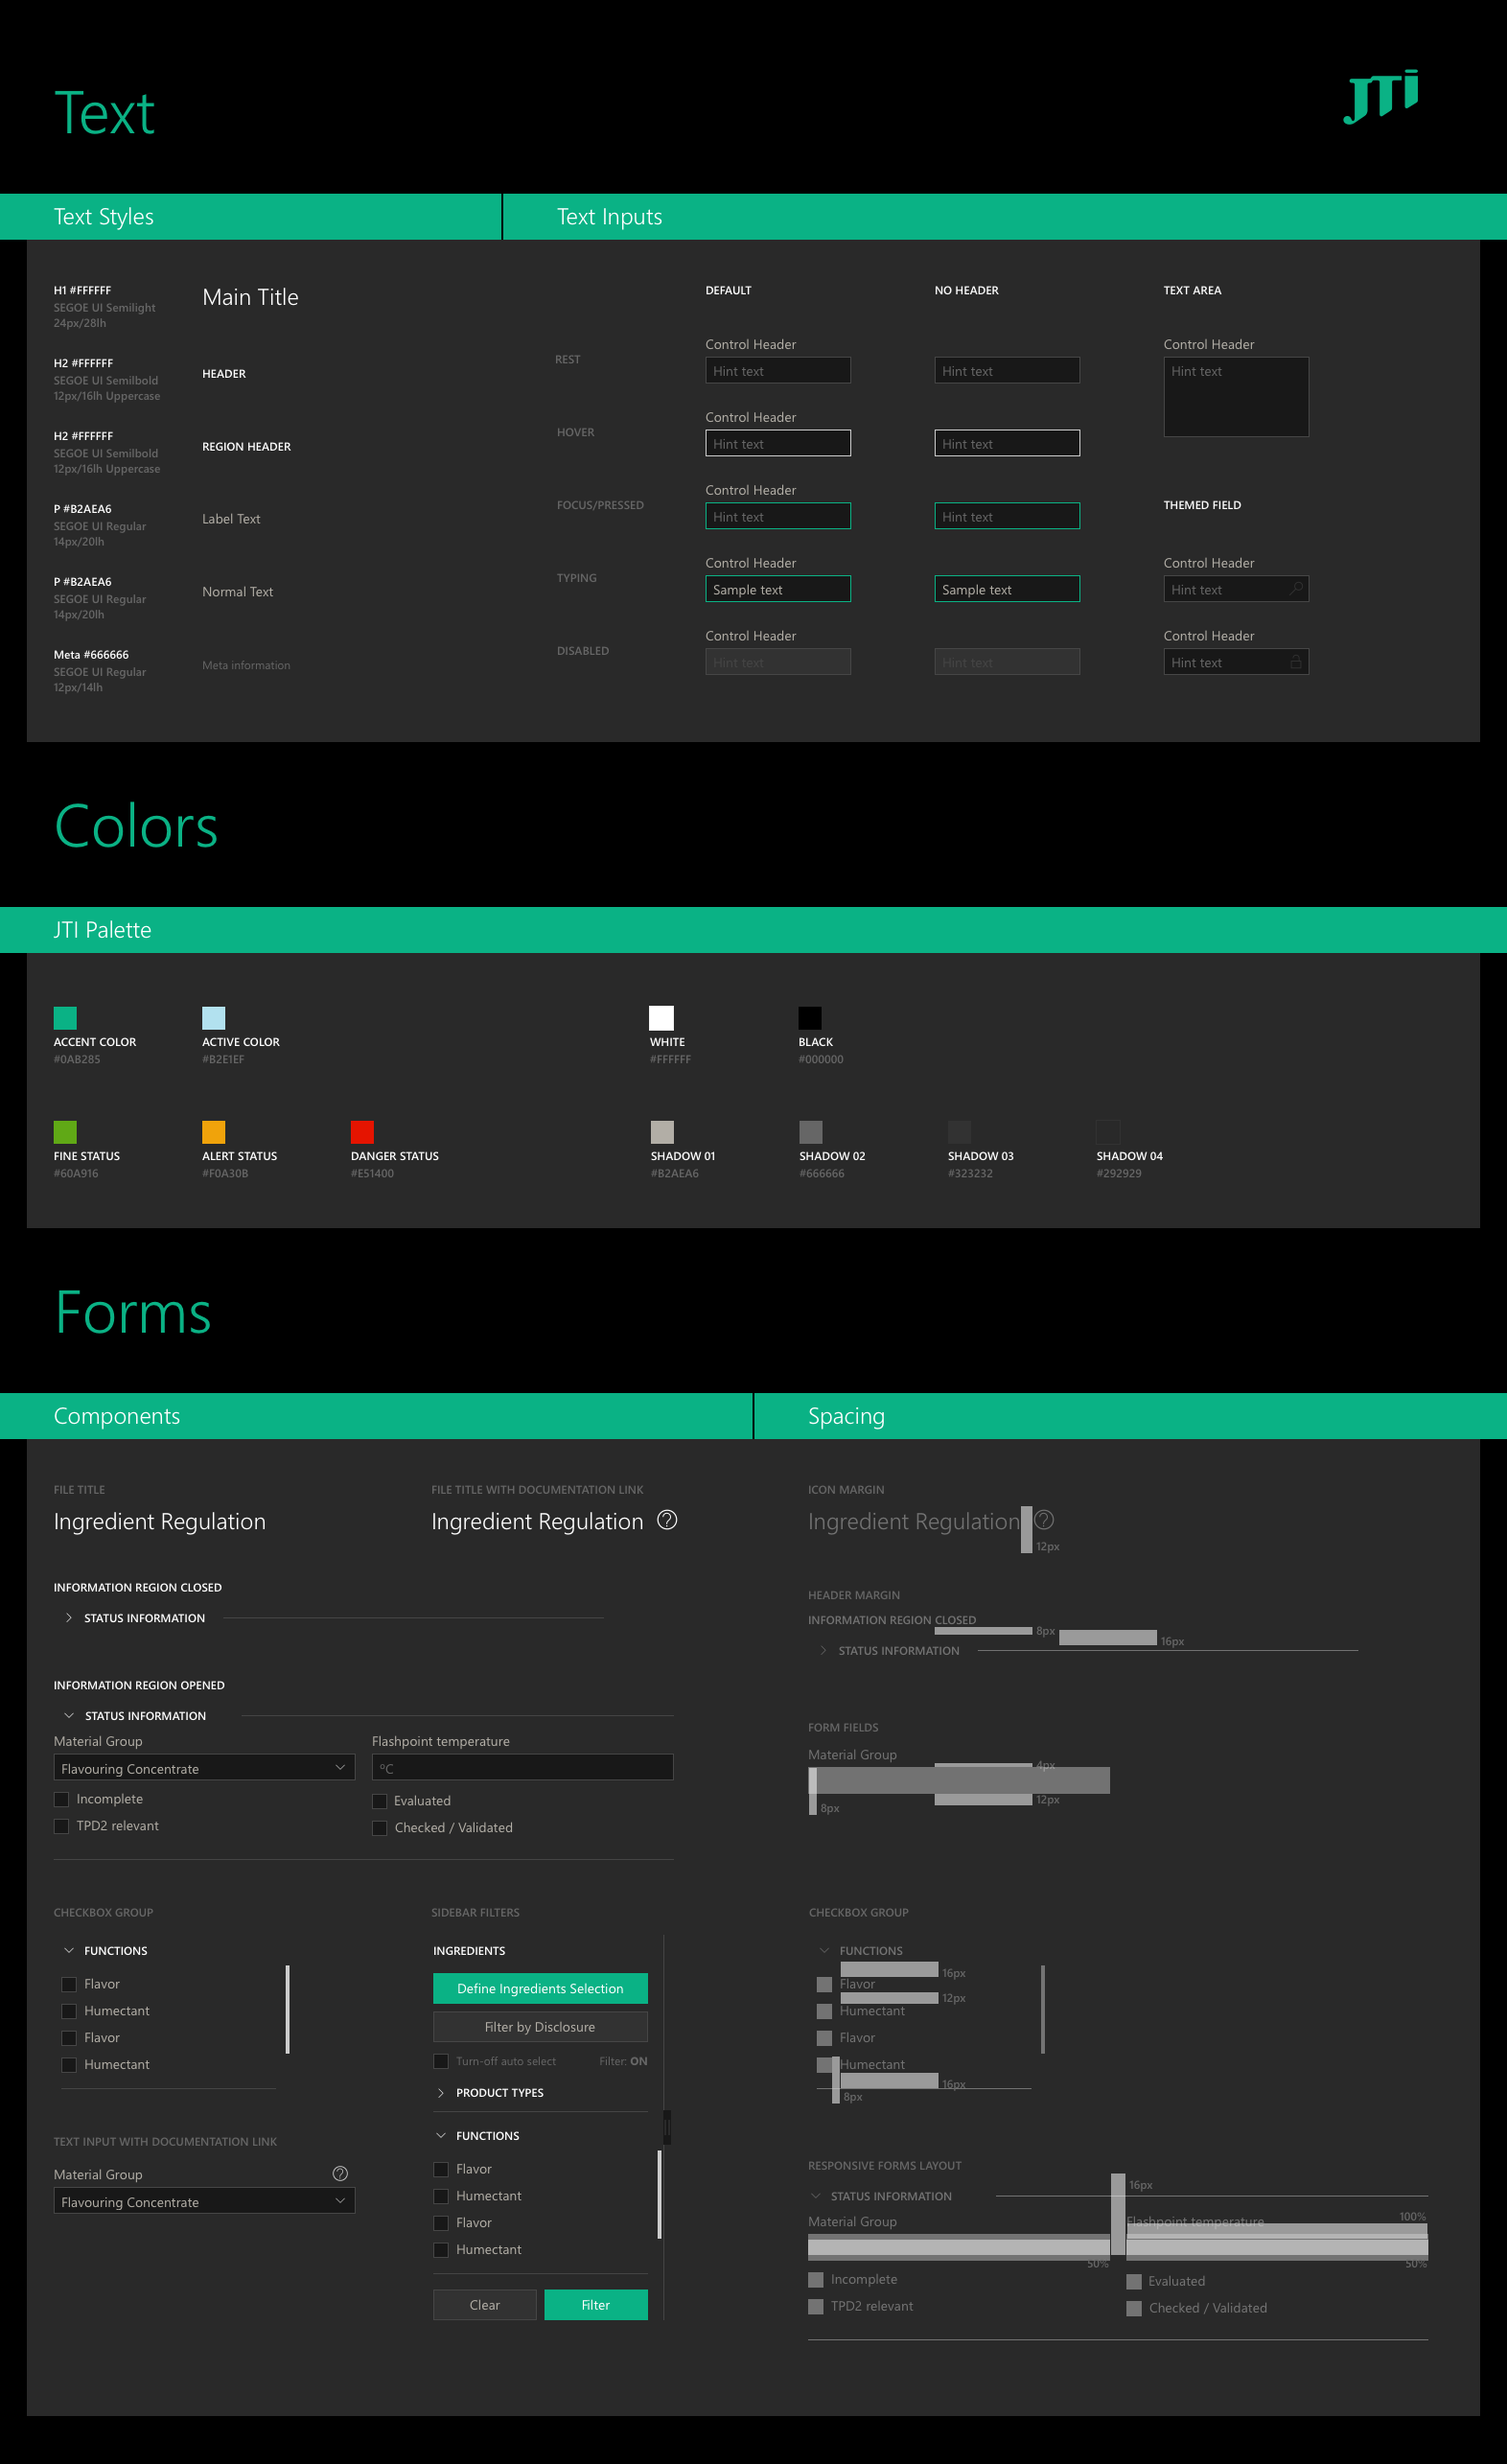 Text
JTi
Text Styles
Text Inputs
H1 #FFFFFF
SEGOE UI Semilight
24px/28lh
Main Title
H2 #FFFFFF
SEGOE UI Semilbold
12px/16lh Uppercase
HEADER
H2 #FFFFFF
SEGOE UI Semilbold
12px/16lh Uppercase
REGION HEADER
P #B2AEA6
SEGOE UI Regular
14px/20lh
Label Text
P #B2AEA6
SEGOE UI Regular
14px/20lh
Normal Text
Meta #666666
SEGOE UI Regular
12px/14lh
Meta information
DEFAULT
NO HEADER
TEXT AREA
REST
Control Header
Hint text
Hint text
Control Header
Hint text
HOVER
Control Header
Hint text
Hint text
FOCUS/PRESSED
Control Header
Hint text
Hint text
THEMED FIELD
TYPING
Control Header
Sample text
Sample text
Control Header
Hint text
DISABLED
Control Header
Hint text
Hint text
Control Header
Hint text
Colors
JTI Palette
ACCENT COLOR
#0AB285
ACTIVE COLOR
#B2E1EF
WHITE
#FFFFFF
BLACK
#000000
FINE STATUS
#60A916
ALERT STATUS
#F0A30B
DANGER STATUS
#E51400
SHADOW 01
#B2AEA6
SHADOW 02
#666666
SHADOW 03
#323232
SHADOW 04
#292929
Forms
Components
Spacing
FILE TITLE
Ingredient Regulation
FILE TITLE WITH DOCUMENTATION LINK
Ingredient Regulation ?
INFORMATION REGION CLOSED
STATUS INFORMATION
INFORMATION REGION OPENED
STATUS INFORMATION
Material Group
Flavouring Concentrate
Flashpoint temperature
ºC
Incomplete
TPD2 relevant
Evaluated
Checked / Validated
CHECKBOX GROUP
FUNCTIONS
Flavor
Humectant
Flavor
Humectant
TEXT INPUT WITH DOCUMENTATION LINK
Material Group ?
Flavouring Concentrate
SIDEBAR FILTERS
INGREDIENTS
Define Ingredients Selection
Filter by Disclosure
Turn-off auto select Filter: ON
PRODUCT TYPES
FUNCTIONS
Flavor
Humectant
Flavor
Humectant
Clear
Filter
ICON MARGIN
Ingredient Regulation ?
12px
HEADER MARGIN
INFORMATION REGION CLOSED
8px
16px
STATUS INFORMATION
FORM FIELDS
Material Group
4px
12px
8px
CHECKBOX GROUP
FUNCTIONS
16px
Flavor
12px
Humectant
Flavor
Humectant
16px
8px
RESPONSIVE FORMS LAYOUT
16px
STATUS INFORMATION
Material Group
Flashpoint temperature
100%
50%
50%
Incomplete
TPD2 relevant
Evaluated
Checked / Validated